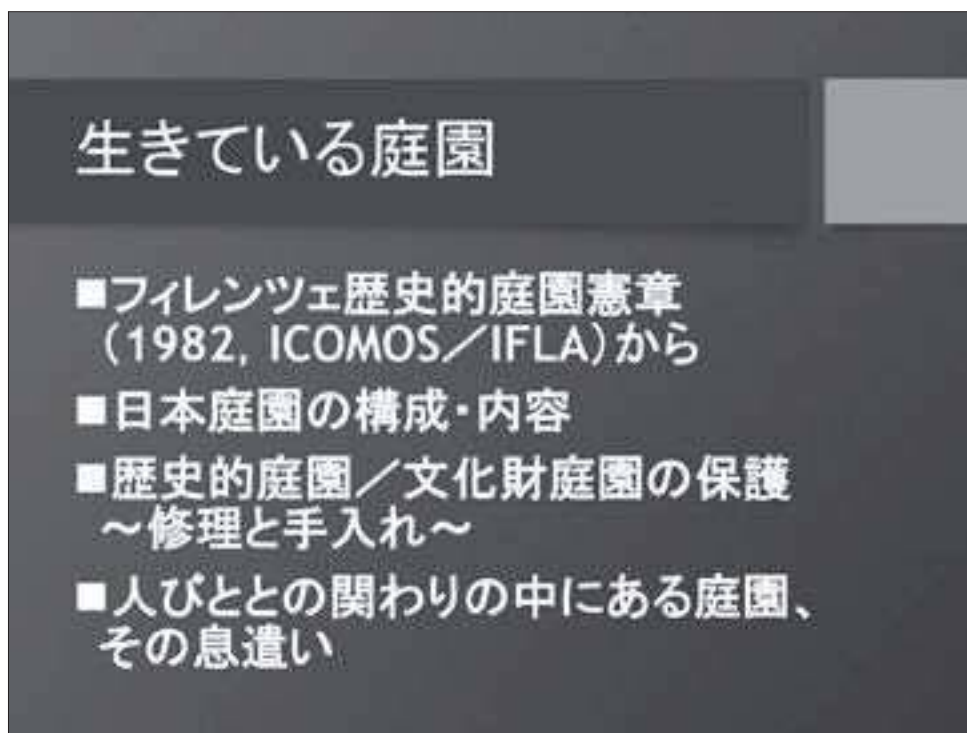 生きている庭園
■フィレンツェ歴史的庭園憲章
（1982, ICOMOS／IFLA）から
■日本庭園の構成・内容
■歴史的庭園／文化財庭園の保護
～修理と手入れ～
■人びととの関わりの中にある庭園、
その息遣い